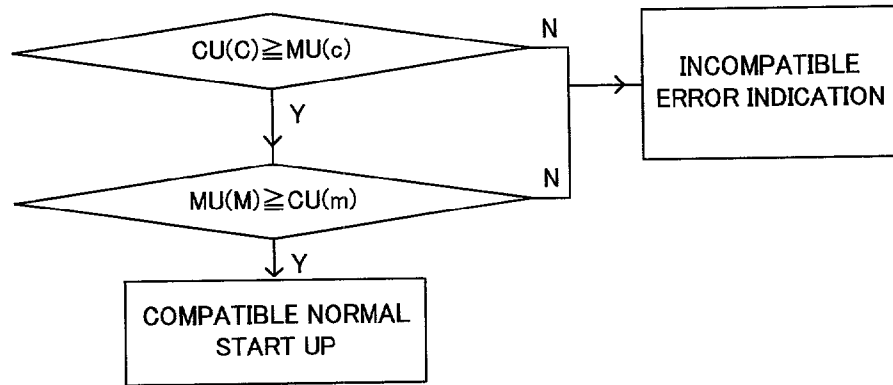 CU(C)≧MU(c)
N
INCOMPATIBLE
ERROR INDICATION
Y
MU(M)≧CU(m)
N
Y
COMPATIBLE NORMAL
START UP